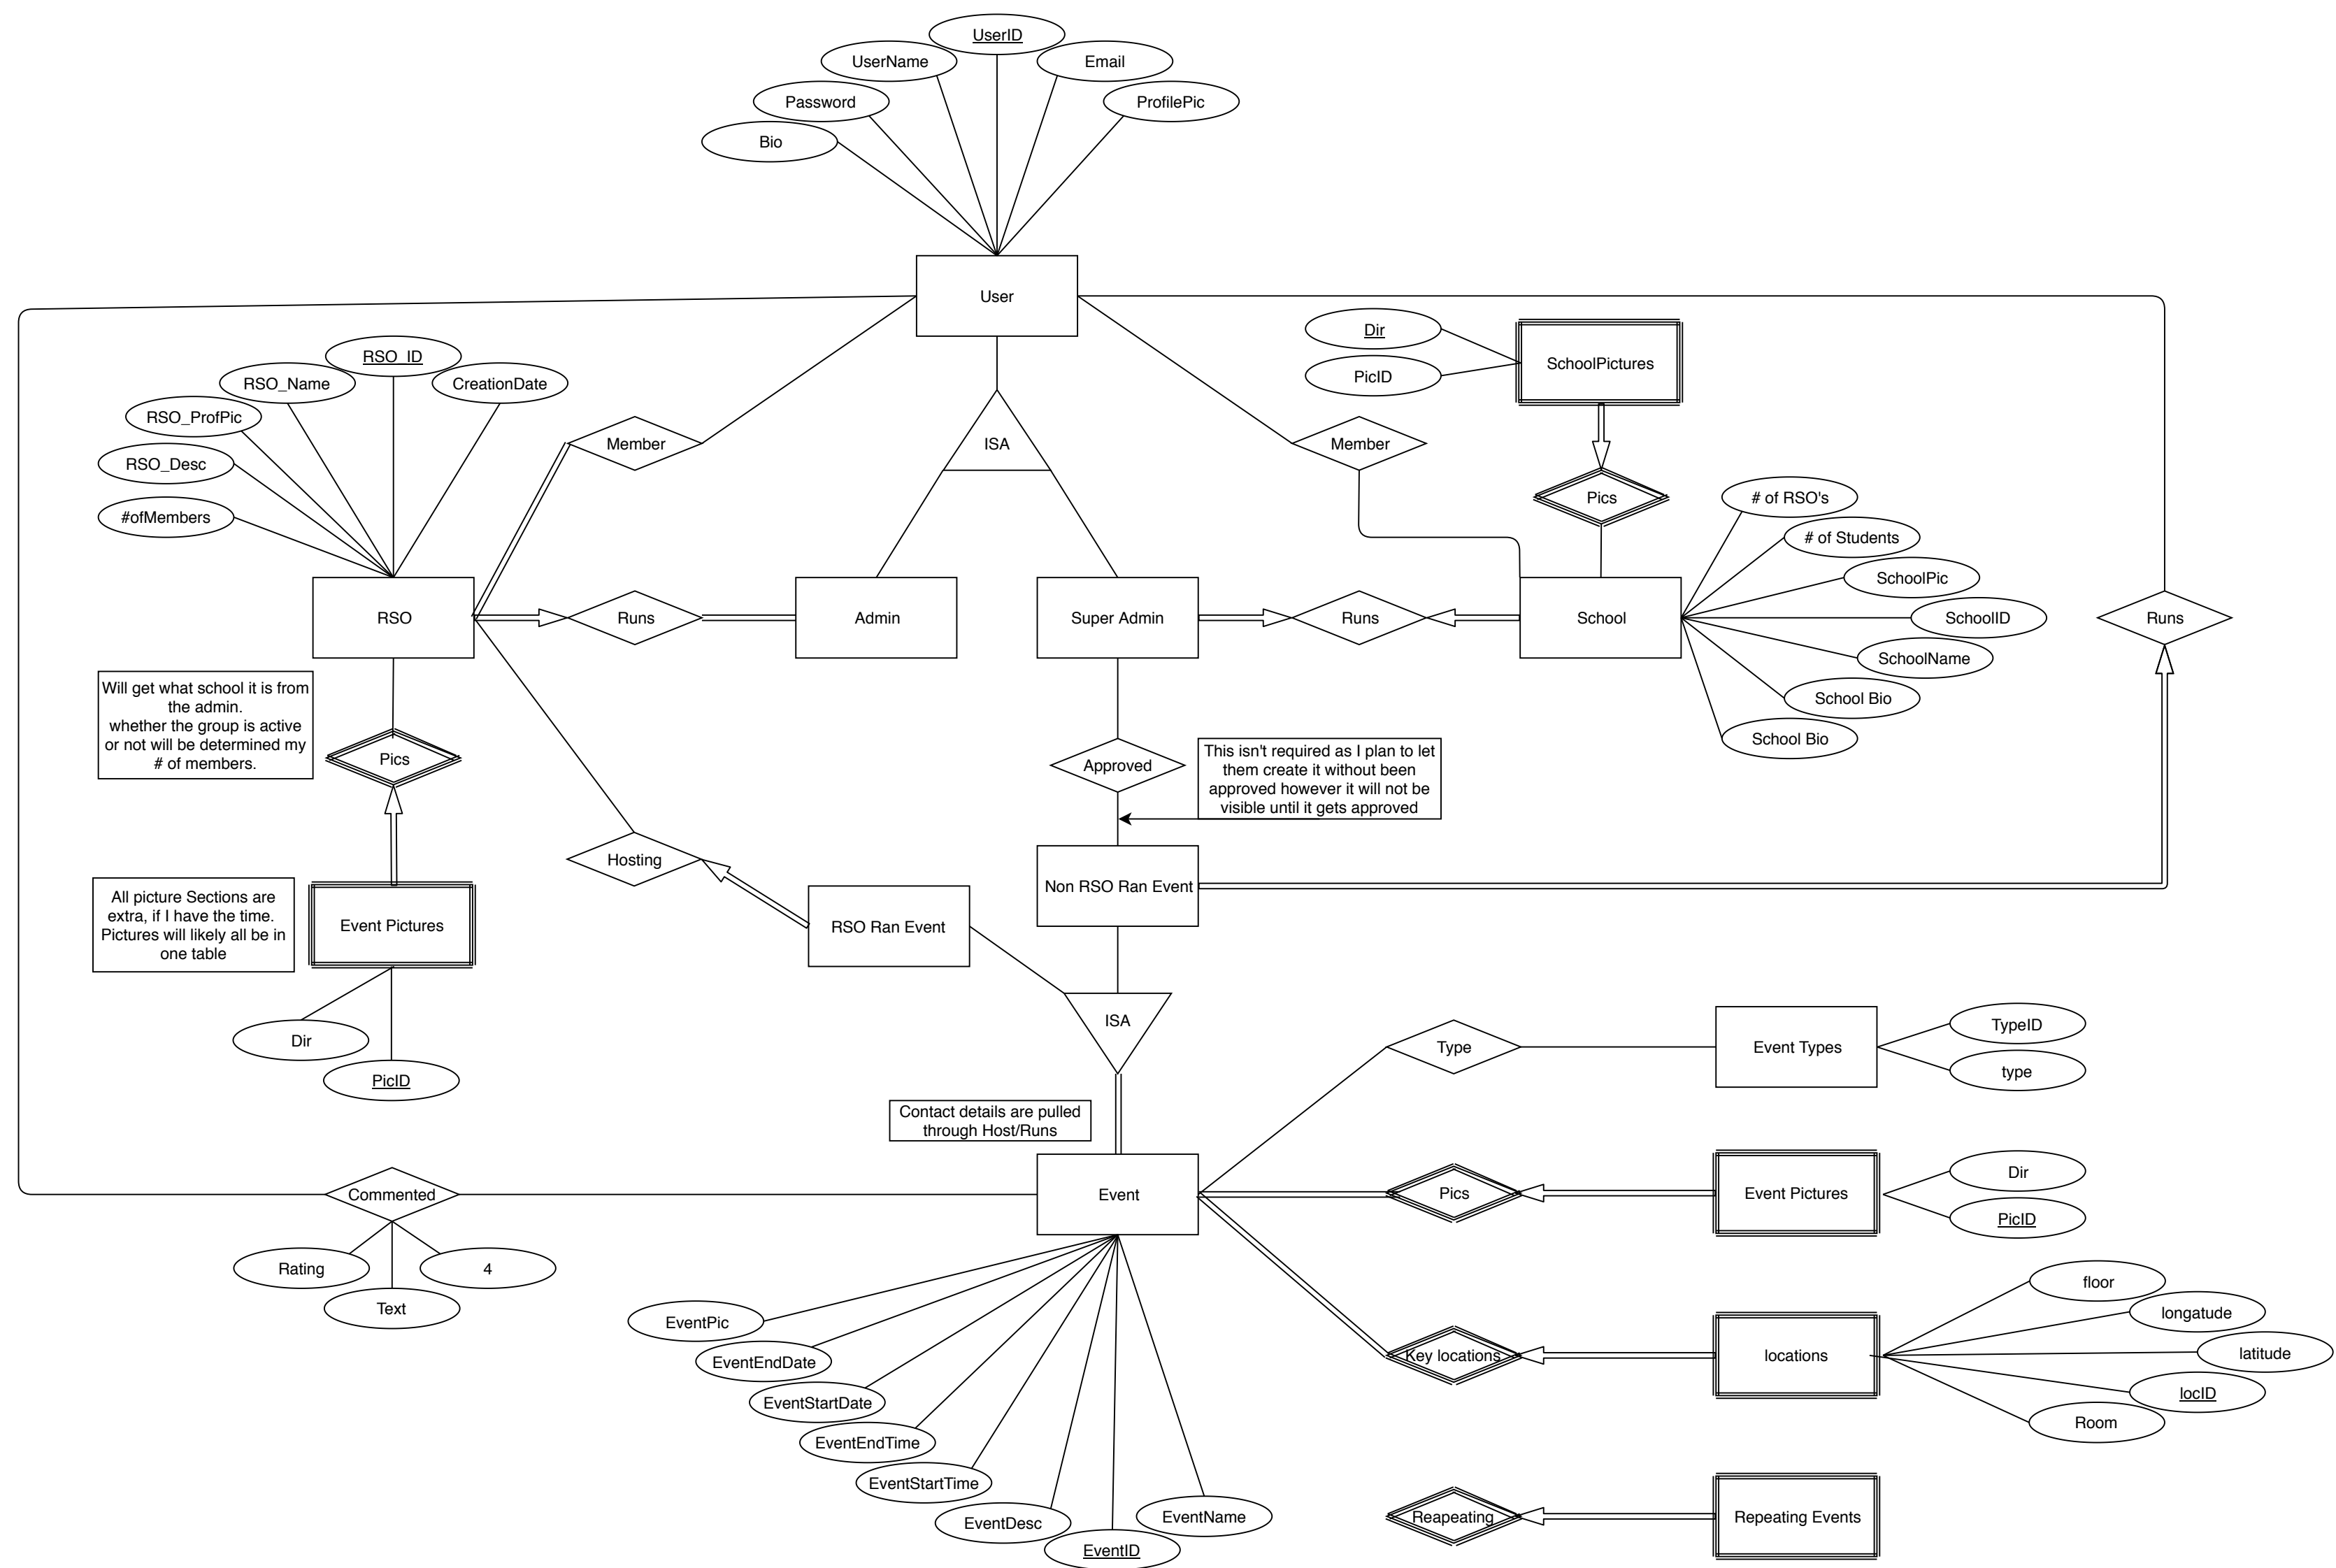 UserID
UserName
Email
Password
ProfilePic
Bio
User
Dir
SchoolPictures
PicID
RSO_ID
RSO_Name
CreationDate
RSO_ProfPic
RSO_Desc
#ofMembers
Member
ISA
Member
Pics
# of RSO's
# of Students
SchoolPic
SchoolID
SchoolName
School Bio
School Bio
RSO
Runs
Admin
Super Admin
Runs
School
Runs
Will get what school it is from
the admin.
whether the group is active
or not will be determined my
# of members.
Pics
Approved
This isn't required as I plan to let
them create it without been
approved however it will not be
visible until it gets approved
Hosting
Non RSO Ran Event
RSO Ran Event
All picture Sections are
extra, if I have the time.
Pictures will likely all be in
one table
Event Pictures
Dir
PicID
ISA
Type
Event Types
TypeID
type
Contact details are pulled
through Host/Runs
Commented
Rating
4
Text
Event
Pics
Event Pictures
Dir
PicID
Key locations
locations
floor
longatude
latitude
locID
Room
EventPic
EventEndDate
EventStartDate
EventEndTime
EventStartTime
EventDesc
EventName
EventID
Reapeating
Repeating Events